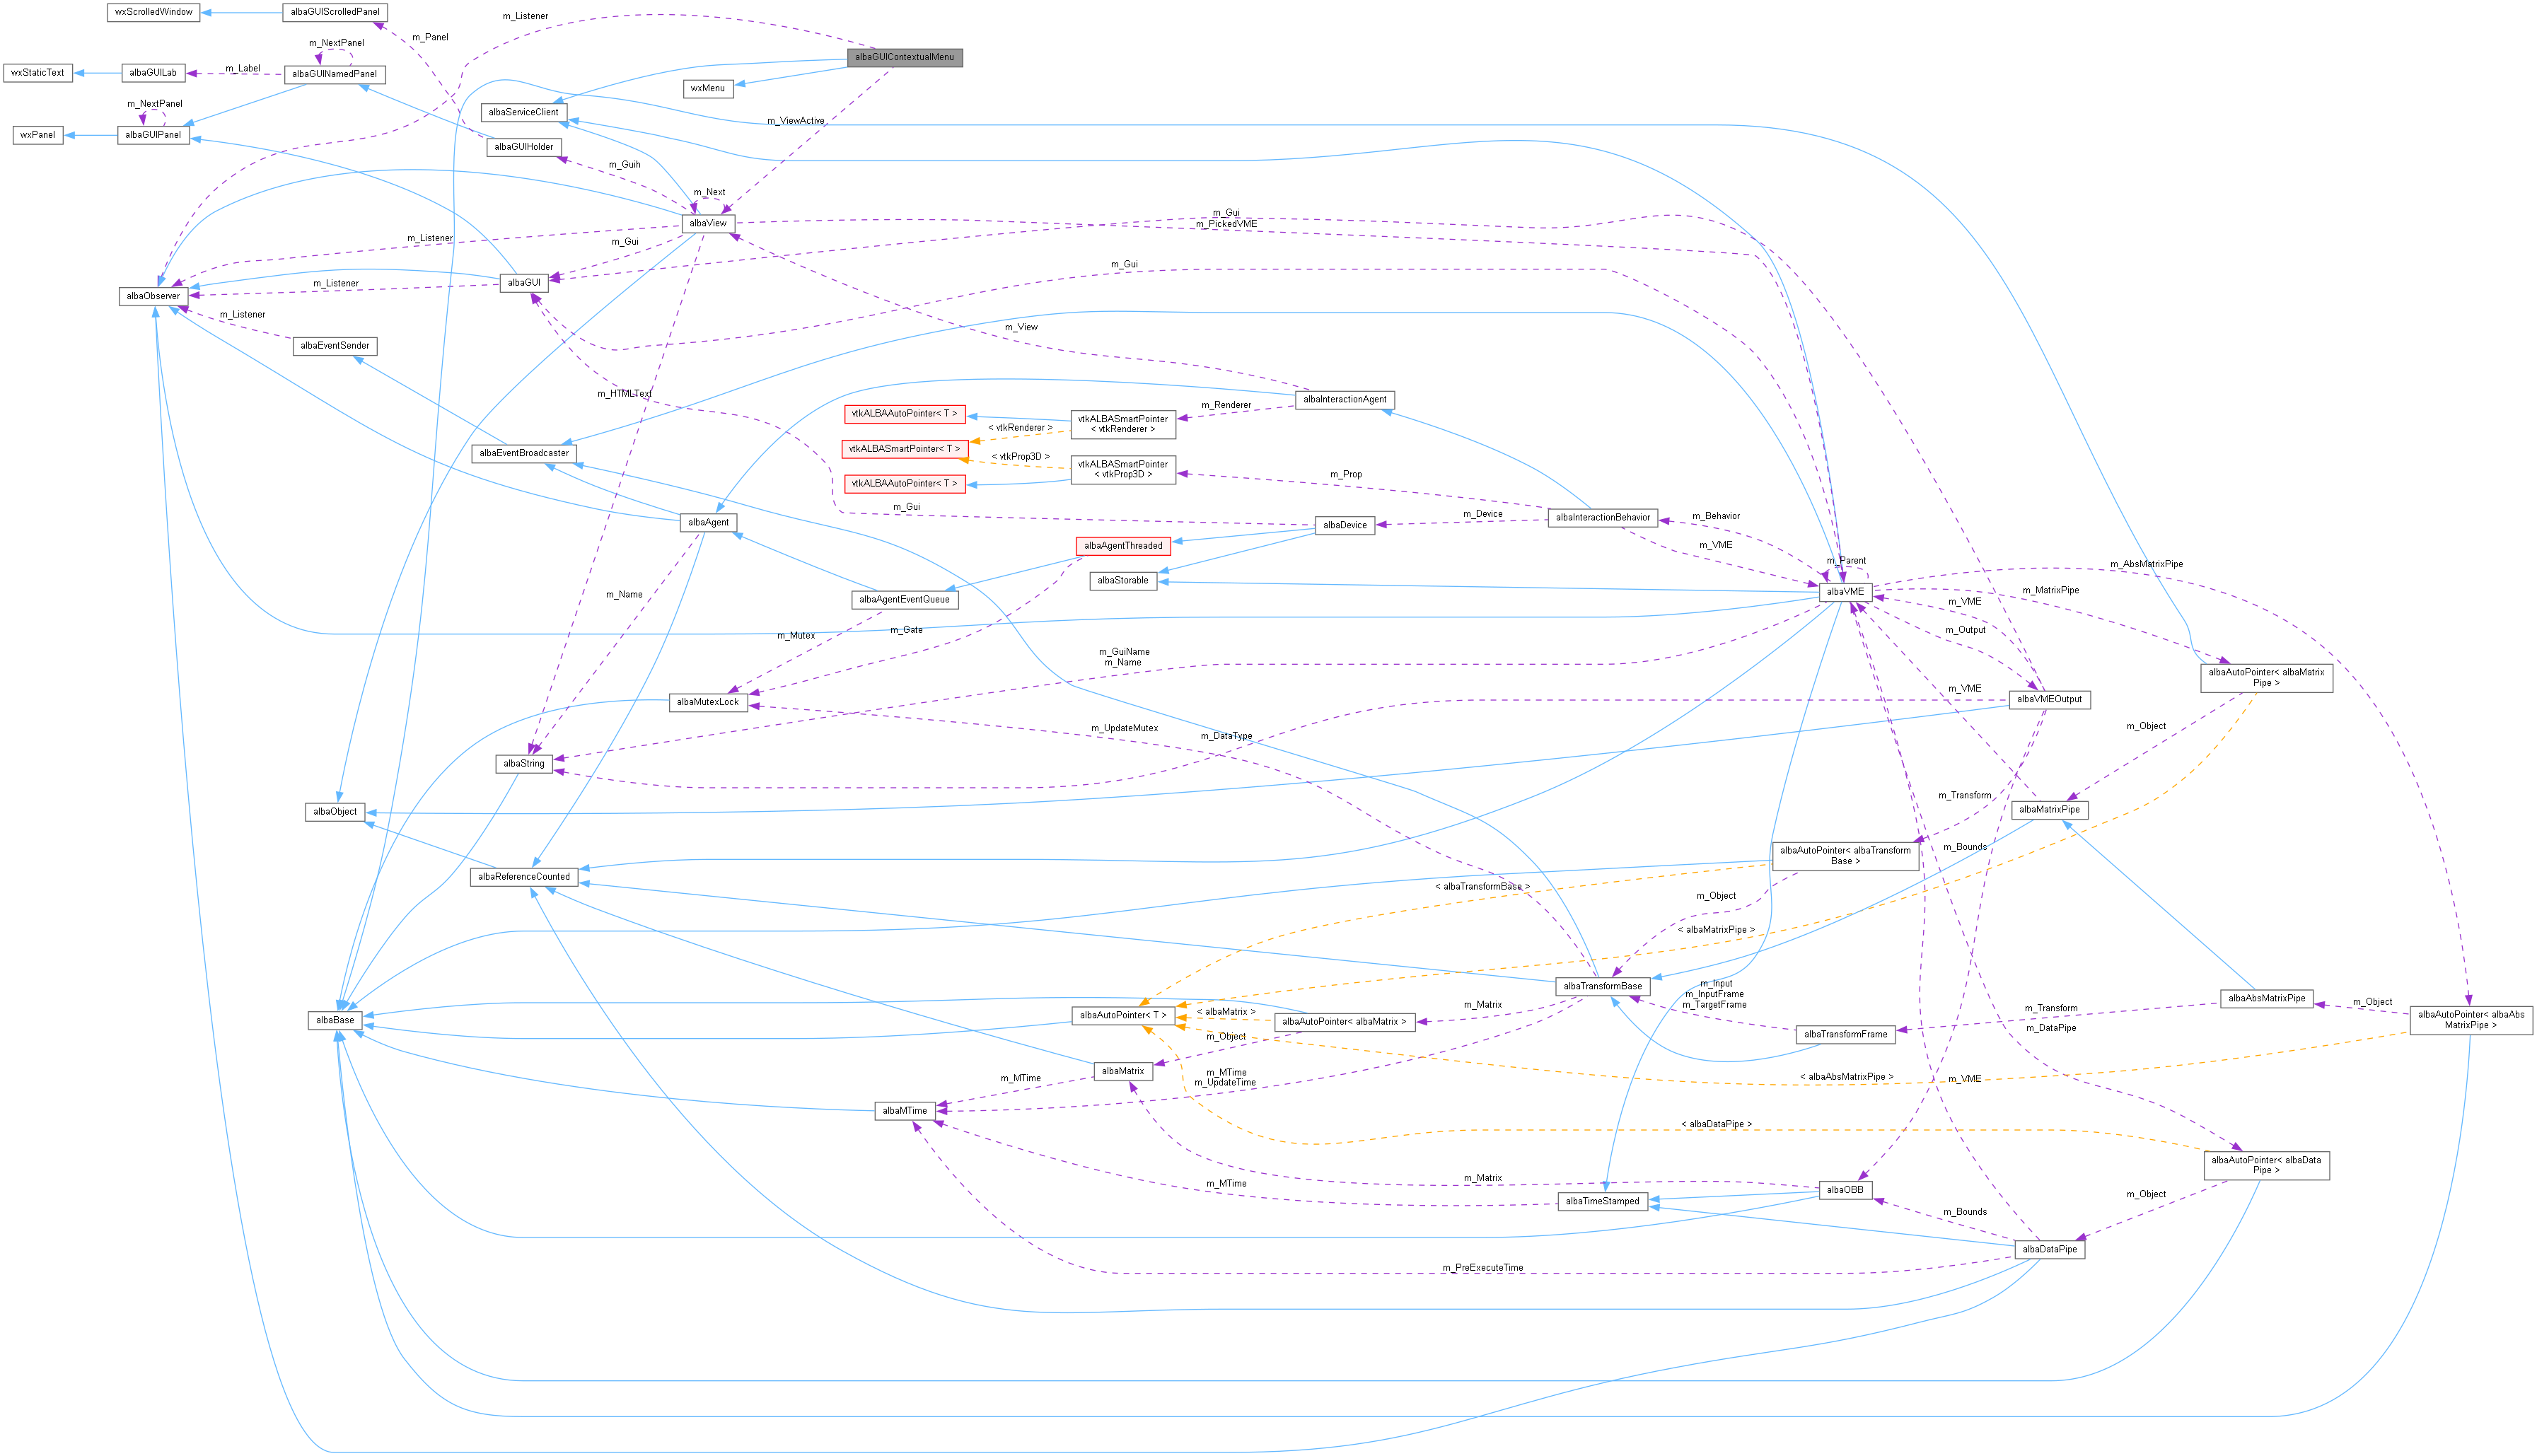 wxScrolledWindow
albaGUIScrolledPanel
m_Listener
m_Panel
m_NextPanel
albaGUIContextualMenu
wxStaticText
albaGUILab
m_Label
albaGUINamedPanel
wxMenu
m_NextPanel
albaServiceClient
m_ViewActive
wxPanel
albaGUIPanel
albaGUIHolder
m_Guih
m_Next
albaView
m_Gui
m_PickedVME
m_Listener
m_Gui
m_Gui
albaGUI
m_Listener
albaObserver
m_Listener
m_View
albaEventSender
m_HTMLText
albaInteractionAgent
m_Renderer
vtkALBAAutoPointer< T >
vtkALBASmartPointer
< vtkRenderer >
< vtkRenderer >
vtkALBASmartPointer< T >
albaEventBroadcaster
< vtkProp3D >
vtkALBASmartPointer
< vtkProp3D >
vtkALBAAutoPointer< T >
m_Prop
m_Gui
albaAgent
m_Device
albaDevice
albaInteractionBehavior
m_Behavior
albaAgentThreaded
m_VME
m_Parent
m_AbsMatrixPipe
albaStorable
albaVME
m_MatrixPipe
m_Name
albaAgentEventQueue
m_VME
m_Mutex
m_Gate
m_Output
m_GuiName
m_Name
albaAutoPointer< albaMatrix
Pipe >
m_VME
albaMutexLock
albaVMEOutput
m_UpdateMutex
m_DataType
m_Object
albaString
m_Transform
albaObject
albaMatrixPipe
m_Bounds
albaAutoPointer< albaTransform
Base >
albaReferenceCounted
< albaTransformBase >
m_Object
< albaMatrixPipe >
albaTransformBase
m_Input
m_InputFrame
m_TargetFrame
m_Matrix
m_Transform
albaAbsMatrixPipe
m_Object
albaBase
albaAutoPointer< T >
< albaMatrix >
albaAutoPointer< albaMatrix >
albaAutoPointer< albaAbs
MatrixPipe >
m_Object
albaTransformFrame
m_DataPipe
albaMatrix
m_MTime
m_MTime
m_UpdateTime
< albaAbsMatrixPipe >
m_VME
albaMTime
< albaDataPipe >
albaAutoPointer< albaData
Pipe >
m_Matrix
m_MTime
albaOBB
albaTimeStamped
m_Object
m_Bounds
albaDataPipe
m_PreExecuteTime